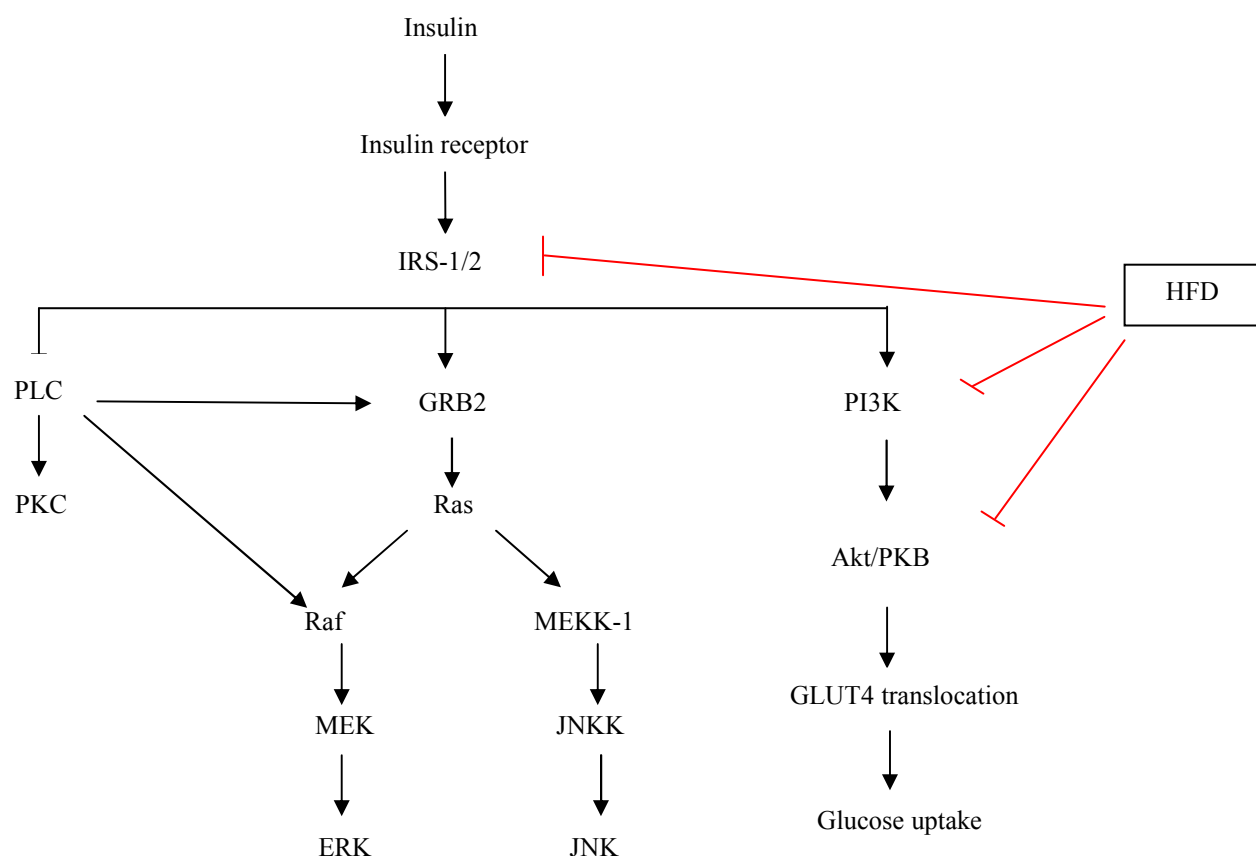 Insulin
Insulin receptor
IRS-1/2
HFD
PLC
GRB2
PI3K
PKC
Ras
Akt/PKB
Raf
MEKK-1
GLUT4 translocation
MEK
JNKK
Glucose uptake
ERK
JNK